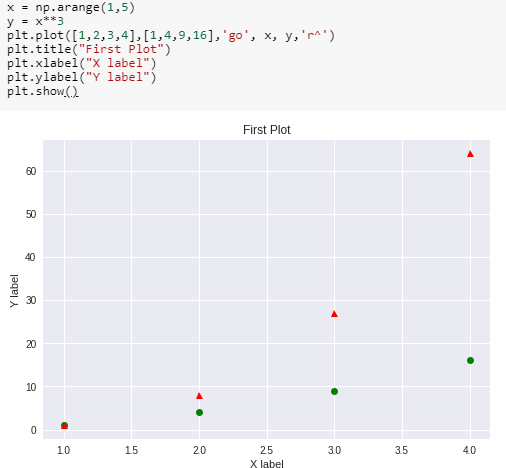 x = np.arange(1,5)
y = x**3
plt.plot([1,2,3,4],[1,4,9,16],'go', x, y,'r^')
plt.title("First Plot")
plt.xlabel("X label")
plt.ylabel("Y label")
plt.show()
First Plot
60
50
40
30
20
10
0
Y label
1.0 1.5 2.0 2.5 3.0 3.5 4.0
X label